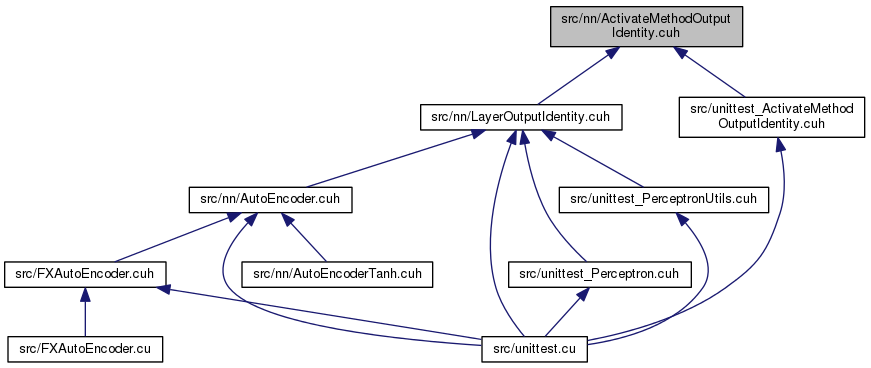 src/nn/ActivateMethodOutput
Identity.cuh
src/nn/LayerOutputIdentity.cuh
src/unittest_ActivateMethod
OutputIdentity.cuh
src/nn/AutoEncoder.cuh
src/unittest_PerceptronUtils.cuh
src/FXAutoEncoder.cuh
src/nn/AutoEncoderTanh.cuh
src/unittest_Perceptron.cuh
src/FXAutoEncoder.cu
src/unittest.cu